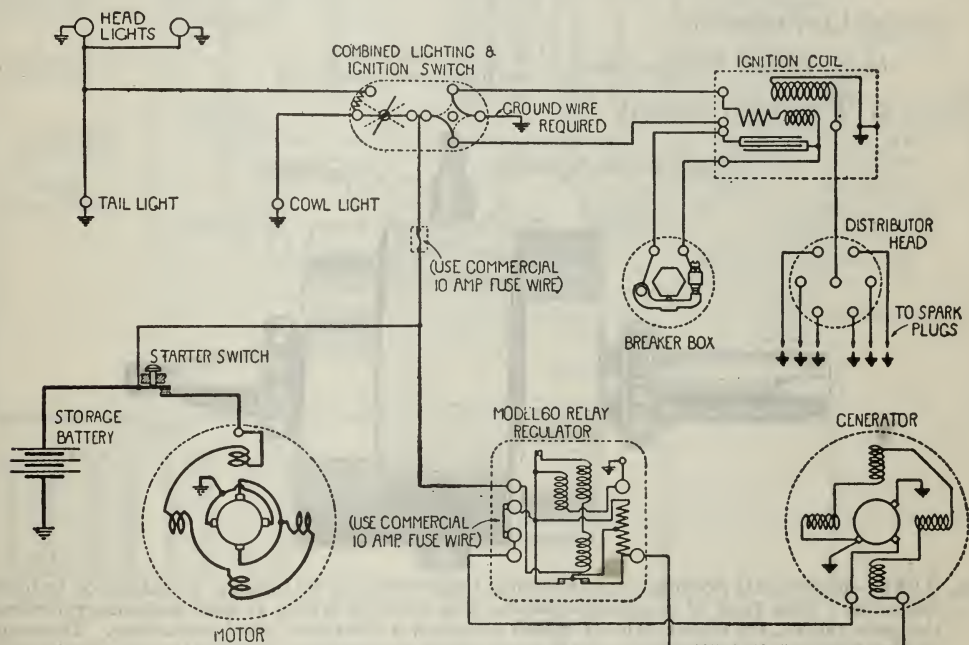 HEAD
LIGHTS
COMBINED LIGHTING &
IGNITION SWITCH
IGNITION COIL
GROUND WIRE
REQUIRED
TAIL LIGHT
COWL LIGHT
DISTRIBUTOR
HEAD
(USE COMMERCIAL
10 AMP FUSE WIRE)
BREAKER BOX
TO SPARK
PLUGS
STARTER SWITCH
STORAGE
BATTERY
MODEL 60 RELAY
REGULATOR
GENERATOR
(USE COMMERCIAL
10 AMP. FUSE WIRE)
MOTOR